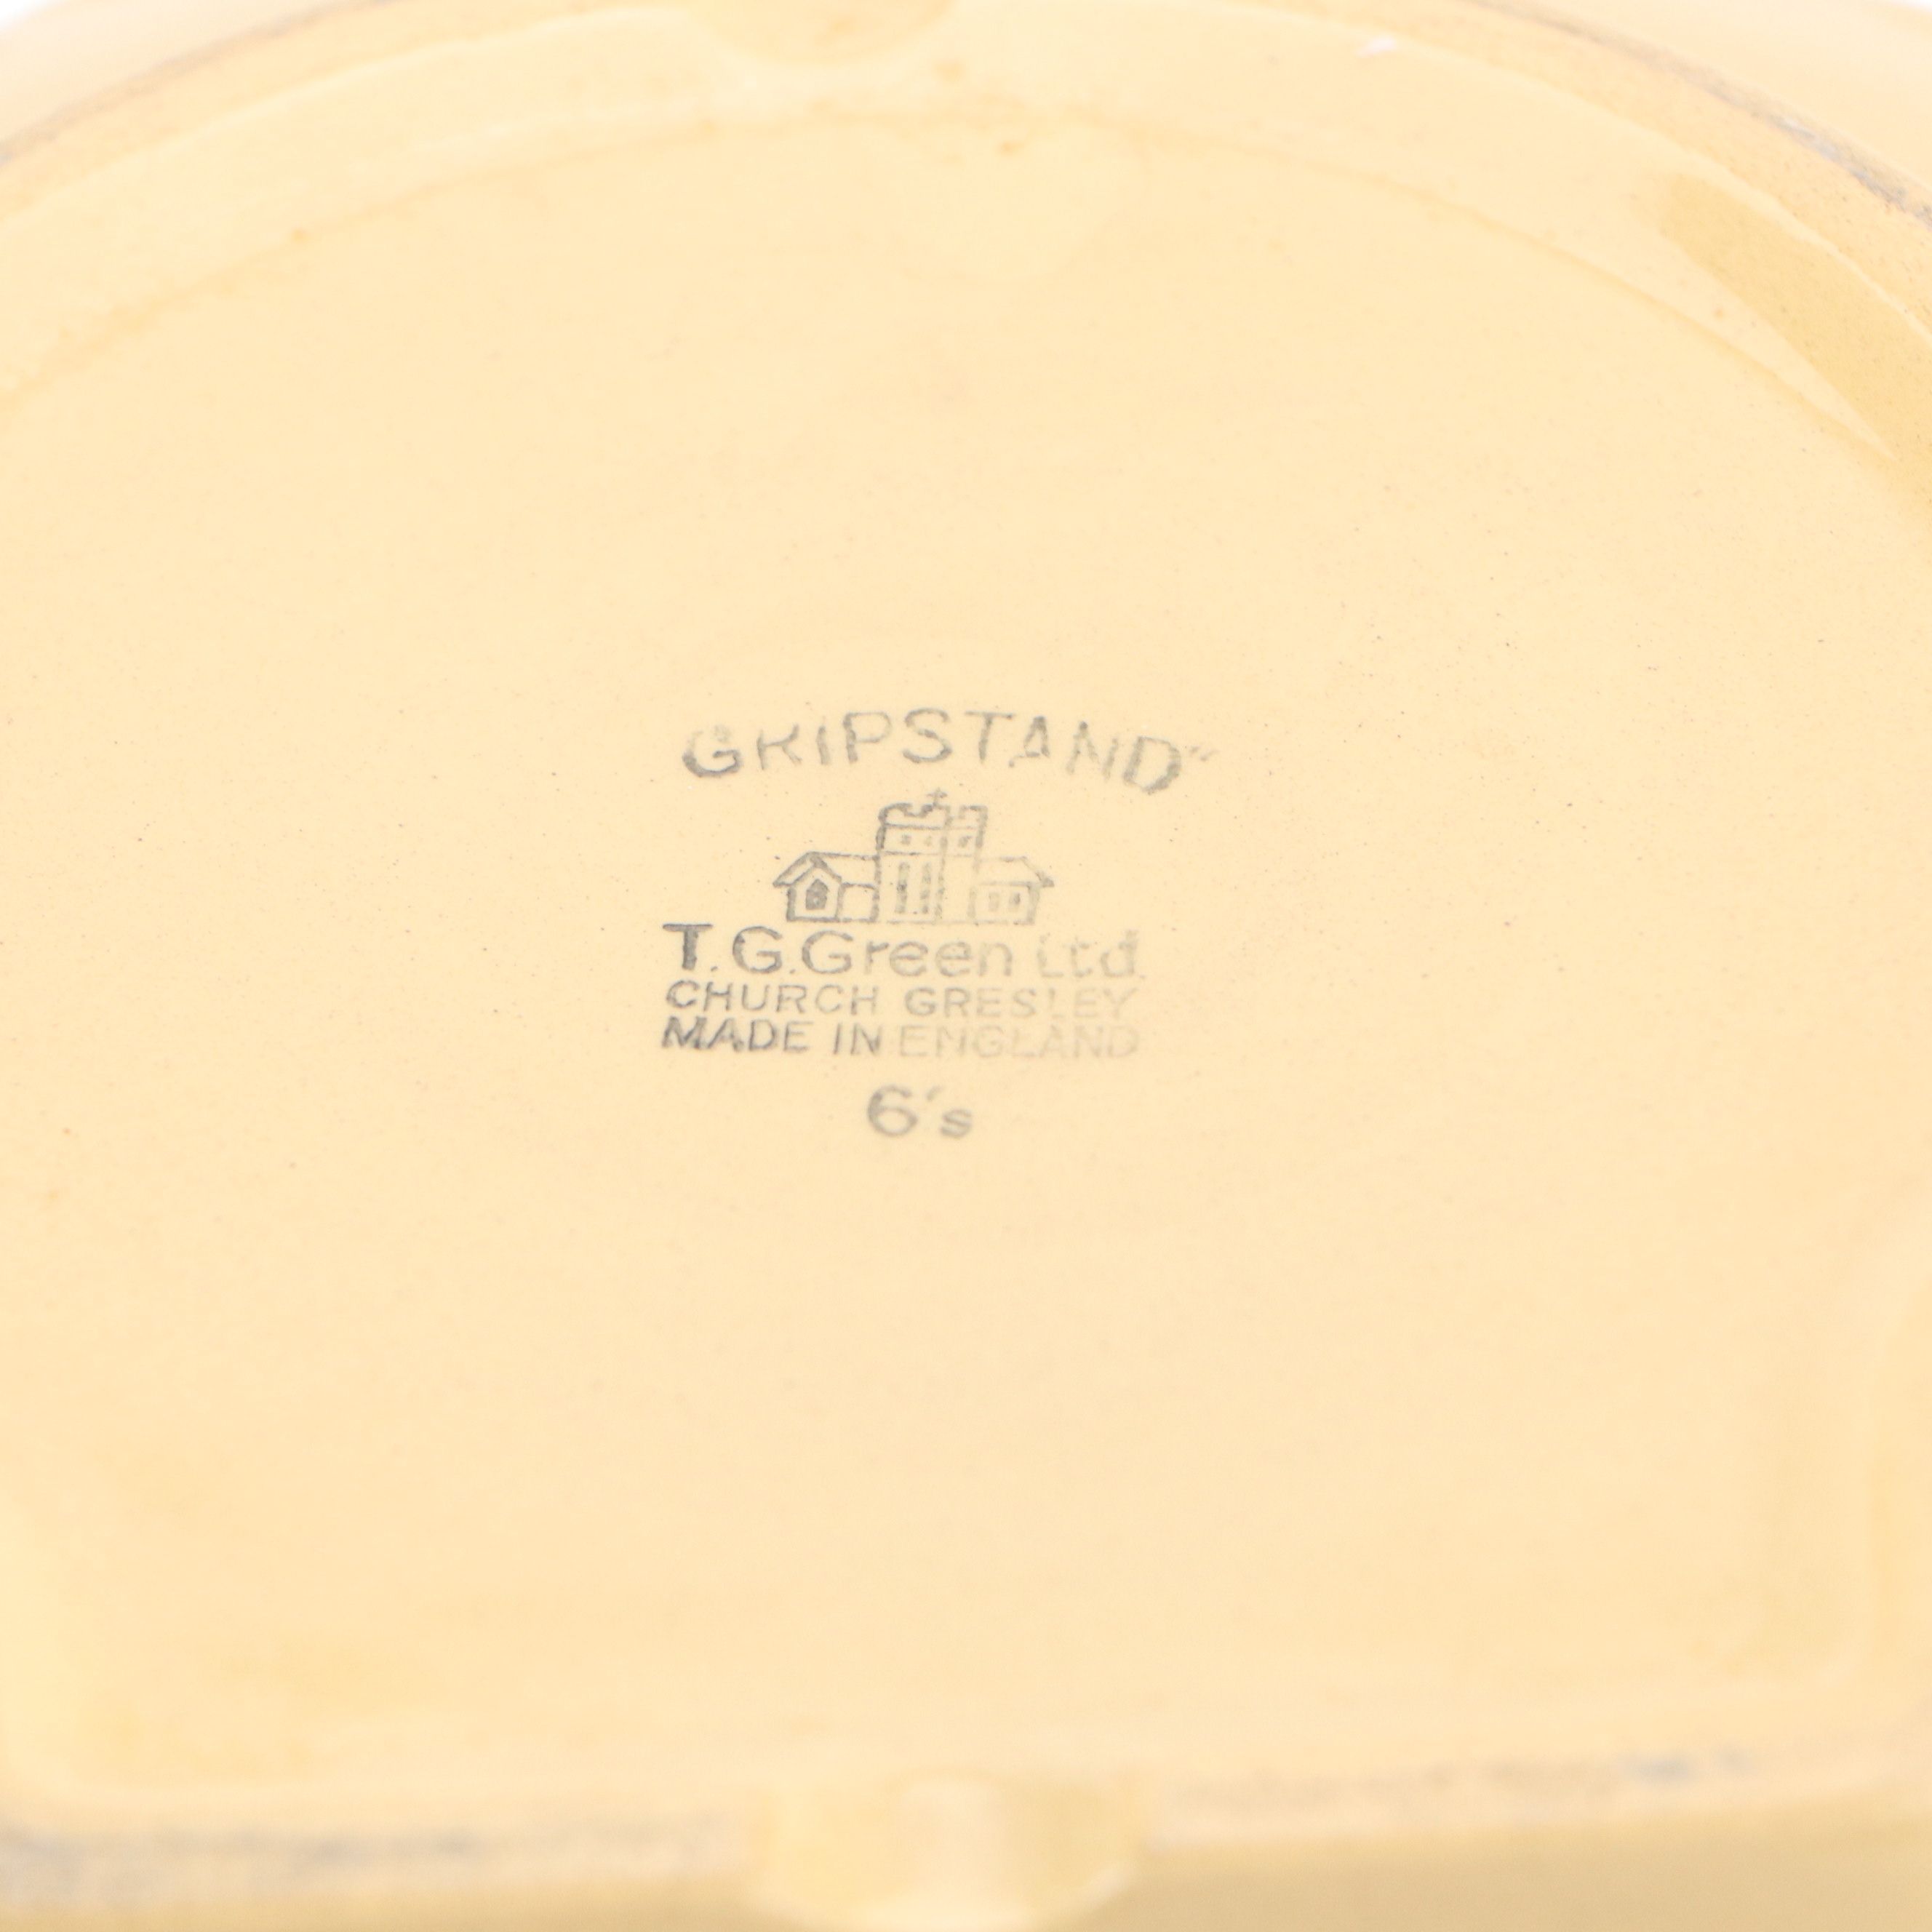 GRIPSTAND"
T.G.Green Ltd.
CHURCH GRESLEY
MADE IN ENGLAND
6's